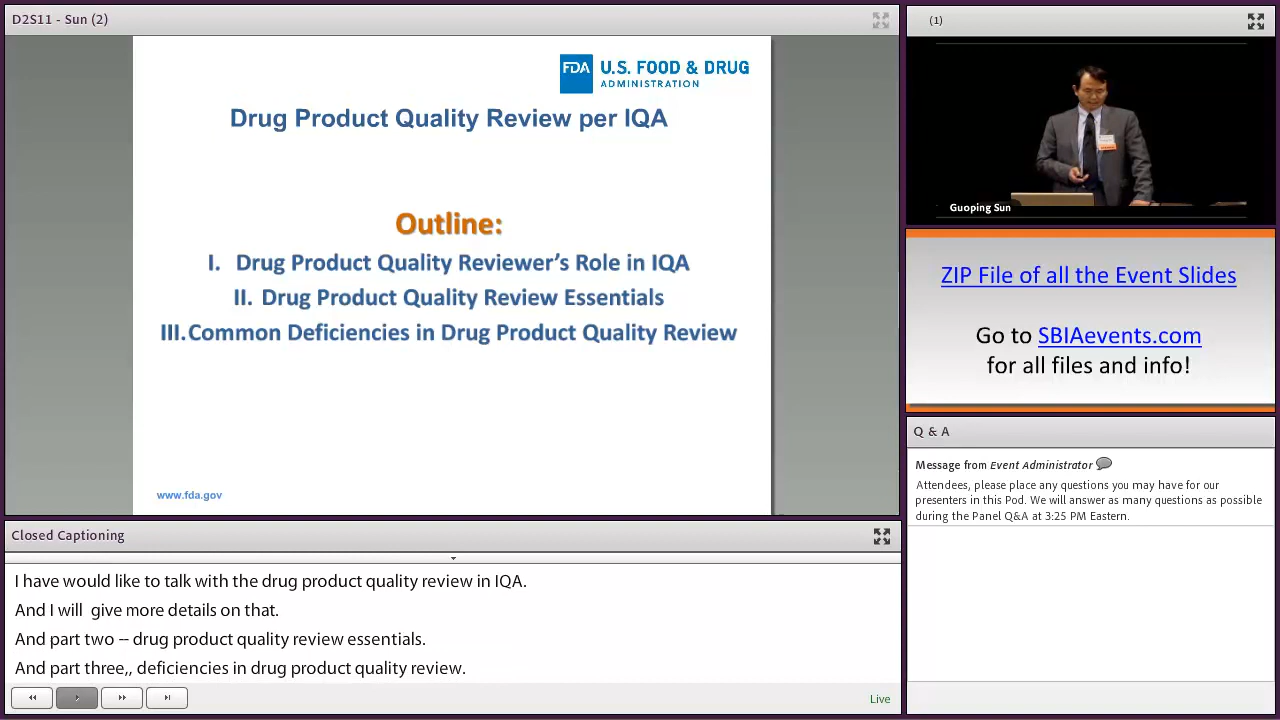 D2S11 - Sun (2)
FDA U.S. FOOD & DRUG
ADMINISTRATION
Drug Product Quality Review per IQA
Outline:
I. Drug Product Quality Reviewer's Role in IQA
II. Drug Product Quality Review Essentials
III. Common Deficiencies in Drug Product Quality Review
www.fda.gov
(1)
Guoping Sun
ZIP File of all the Event Slides
Go to SBIAevents.com
for all files and info!
Q & A
Message from Event Administrator
Attendees, please place any questions you may have for our
presenters in this Pod. We will answer as many questions as possible
during the Panel Q&A at 3:25 PM Eastern.
Closed Captioning
I have would like to talk with the drug product quality review in IQA.
And I will give more details on that.
And part two -- drug product quality review essentials.
And part three,, deficiencies in drug product quality review.
Live